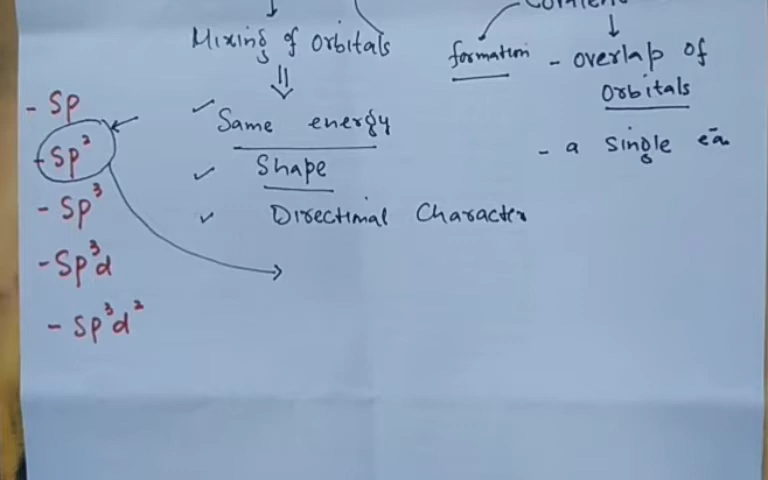 Mixing of orbitals
formation
- overlap of
orbitals
- a single
- Sp
- Sp²
- Sp³
- Sp³d
- Sp³d²
✓ Same energy
✓ Shape
✓ Directional Character